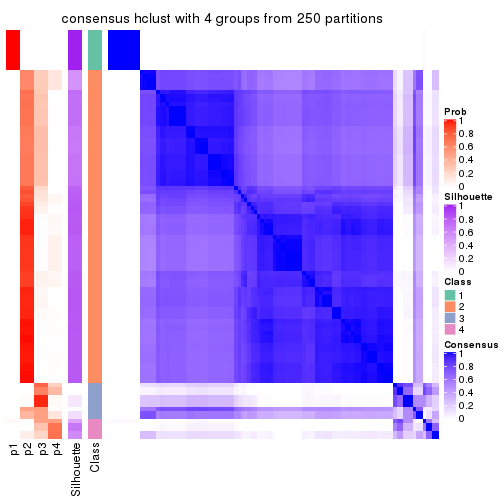 consensus hclust with 4 groups from 250 partitions
Prob
1
0.8
0.6
0.4
0.2
0
Silhouette
1
0.8
0.6
0.4
0.2
0
Class
1
2
3
4
Consensus
1
0.8
0.6
0.4
0.2
0
p1
p2
p3
p4
Silhouette
Class